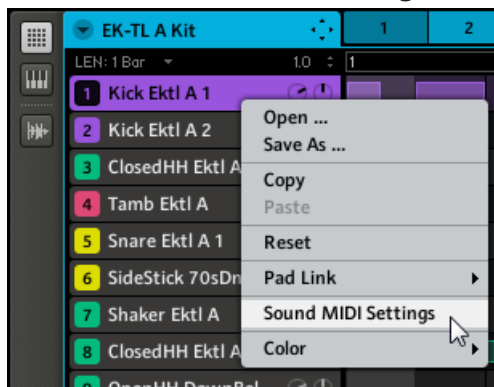 EK-TL A Kit
1
2
LEN: 1 Bar
1.0
1
1 Kick Ektl A 1
2 Kick Ektl A 2
3 ClosedHH Ektl A
4 Tamb Ektl A
5 Snare Ektl A 1
6 SideStick 70sDn
7 Shaker Ektl A
8 ClosedHH Ektl A
Open ...
Save As ...
Copy
Paste
Reset
Pad Link
Sound MIDI Settings
Color